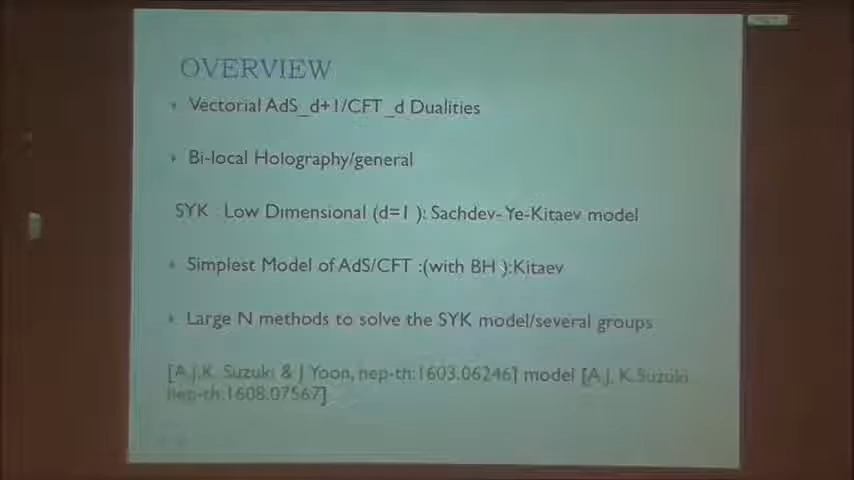 OVERVIEW
Vectorial AdS_d+1/CFT_d Dualities
Bi-local Holography/general
SYK : Low Dimensional (d=1 ): Sachdev-Ye-Kitaev model
Simplest Model of AdS/CFT :(with BH ):Kitaev
Large N methods to solve the SYK model/several groups
[A.J,K. Suzuki & J Yoon, hep-th:1603.06246] model [A.J, K.Suzuki
hep-th:1608.07567]